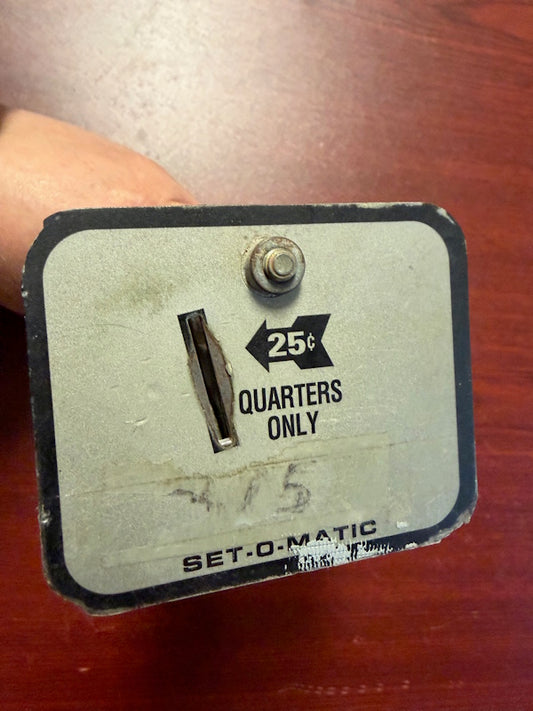 25¢
QUARTERS
ONLY
SET-O-MATIC